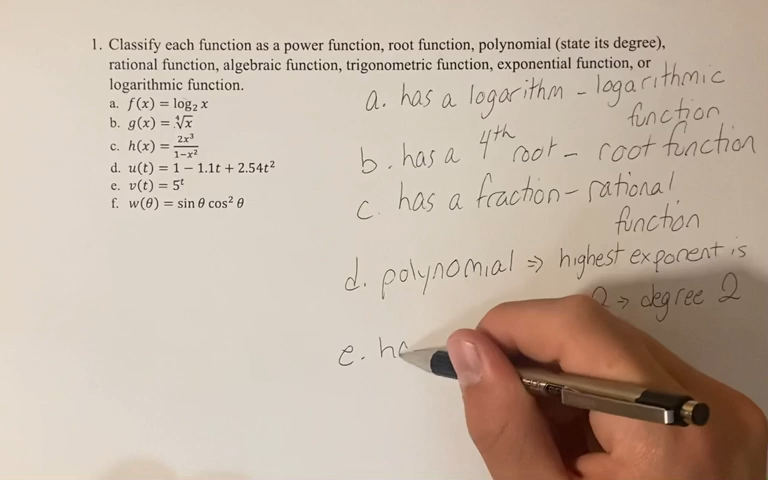 1. Classify each function as a power function, root function, polynomial (state its degree),
rational function, algebraic function, trigonometric function, exponential function, or
logarithmic function.
a. f(x) = log₂ x
b. g(x) = ∜x
c. h(x) = 2x³/1−x²
d. u(t) = 1 − 1.1t + 2.54t²
e. v(t) = 5ᵗ
f. w(θ) = sin θ cos² θ
a. has a logarithm - logarithmic
function
b. has a 4th root - root function
c. has a fraction - rational
function
d. polynomial ⇒ highest exponent is
2 → degree 2
e. ha